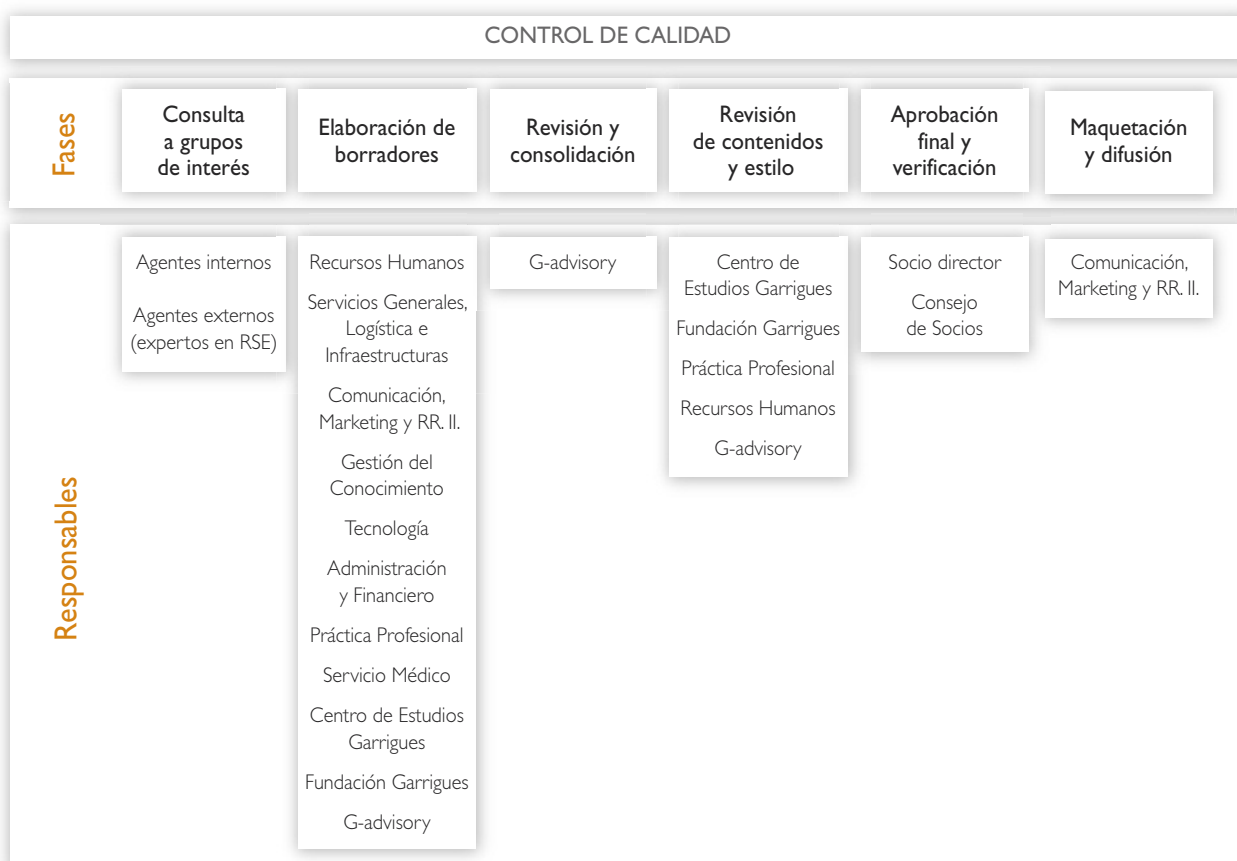 CONTROL DE CALIDAD
Fases
Consulta
a grupos
de interés
Elaboración de
borradores
Revisión y
consolidación
Revisión
de contenidos
y estilo
Aprobación
final y
verificación
Maquetación
y difusión
Responsables
Agentes internos
Agentes externos
(expertos en RSE)
Recursos Humanos
Servicios Generales,
Logística e
Infraestructuras
Comunicación,
Marketing y RR. II.
Gestión del
Conocimiento
Tecnología
Administración
y Financiero
Práctica Profesional
Servicio Médico
Centro de Estudios
Garrigues
Fundación Garrigues
G-advisory
G-advisory
Centro de
Estudios Garrigues
Fundación Garrigues
Práctica Profesional
Recursos Humanos
G-advisory
Socio director
Consejo
de Socios
Comunicación,
Marketing y RR. II.